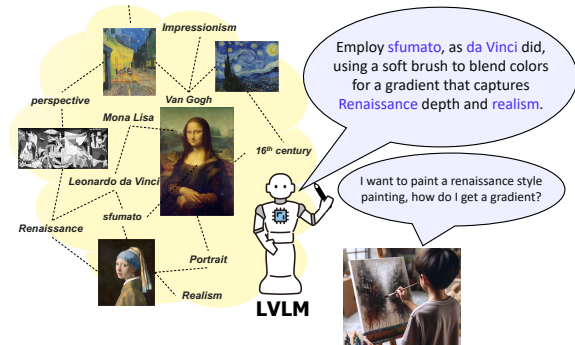 Impressionism
Employ sfumato, as da Vinci did,
using a soft brush to blend colors
for a gradient that captures
Renaissance depth and realism.
perspective
Van Gogh
Mona Lisa
16th century
Leonardo da Vinci
I want to paint a renaissance style
painting, how do I get a gradient?
sfumato
Renaissance
Portrait
Realism
LVLM